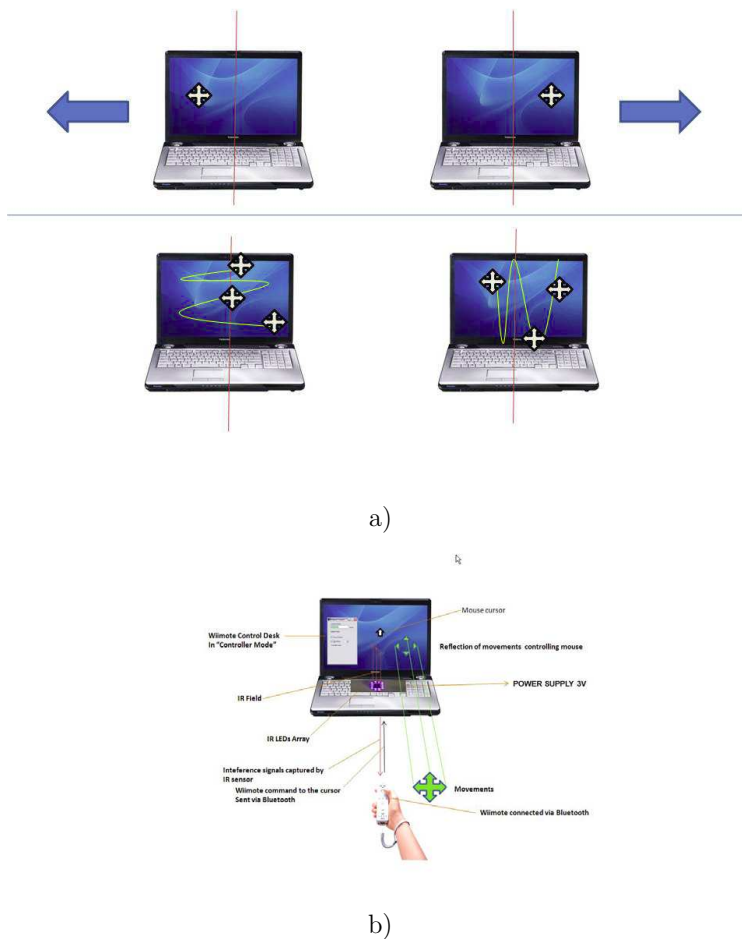 a)
Mouse cursor
Wiimote Control Desk
In "Controller Mode"
Reflection of movements controlling mouse
IR Field
POWER SUPPLY 3V
IR LEDs Array
Inteference signals captured by
IR sensor
Wiimote command to the cursor
Sent via Bluetooth
Movements
Wiimote connected via Bluetooth
b)